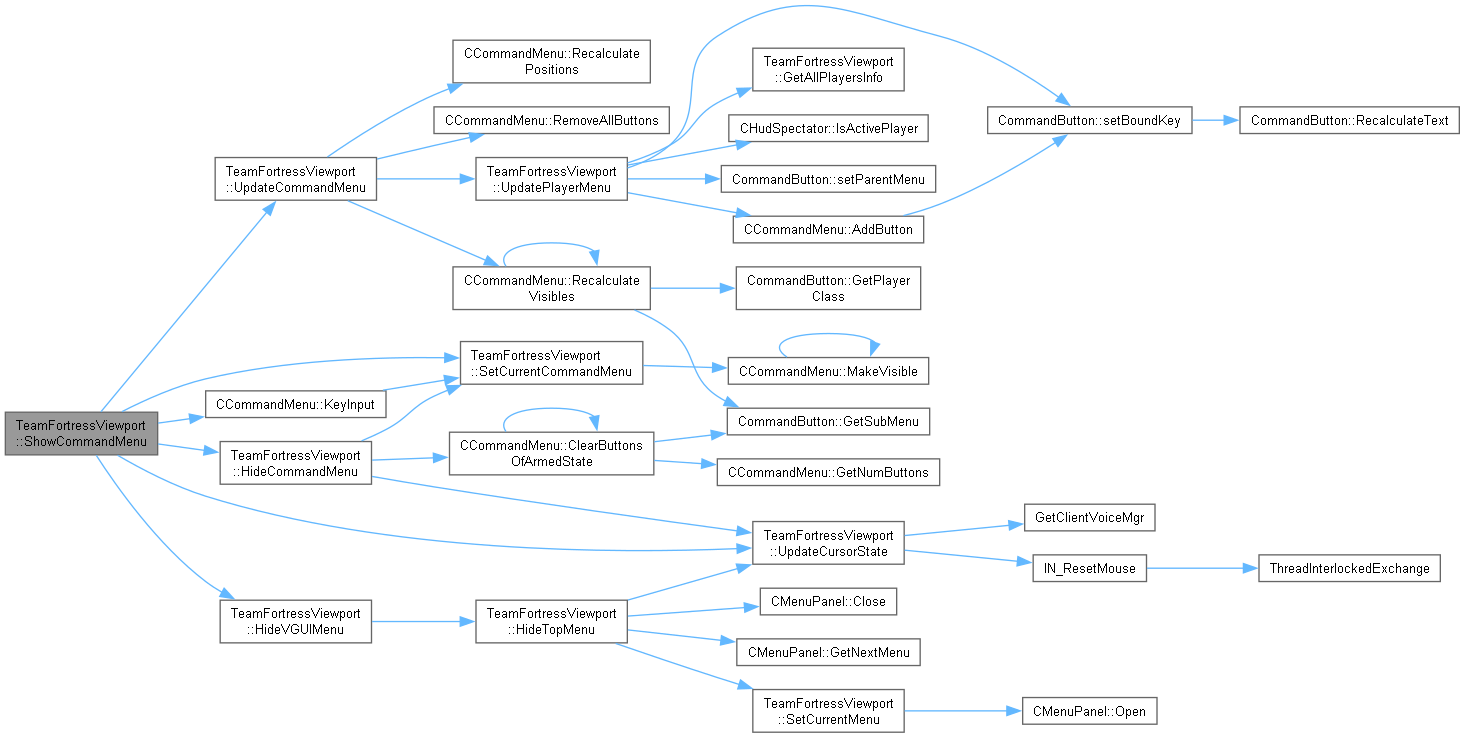 TeamFortressViewport
::ShowCommandMenu
TeamFortressViewport
::UpdateCommandMenu
CCommandMenu::KeyInput
TeamFortressViewport
::HideCommandMenu
TeamFortressViewport
::HideVGUIMenu
CCommandMenu::Recalculate
Positions
CCommandMenu::RemoveAllButtons
TeamFortressViewport
::UpdatePlayerMenu
CCommandMenu::Recalculate
Visibles
TeamFortressViewport
::SetCurrentCommandMenu
CCommandMenu::ClearButtons
OfArmedState
TeamFortressViewport
::HideTopMenu
TeamFortressViewport
::GetAllPlayersInfo
CHudSpectator::IsActivePlayer
CommandButton::setParentMenu
CCommandMenu::AddButton
CommandButton::GetPlayer
Class
CCommandMenu::MakeVisible
CommandButton::GetSubMenu
CCommandMenu::GetNumButtons
TeamFortressViewport
::UpdateCursorState
CMenuPanel::Close
CMenuPanel::GetNextMenu
TeamFortressViewport
::SetCurrentMenu
CommandButton::setBoundKey
GetClientVoiceMgr
IN_ResetMouse
CMenuPanel::Open
CommandButton::RecalculateText
ThreadInterlockedExchange